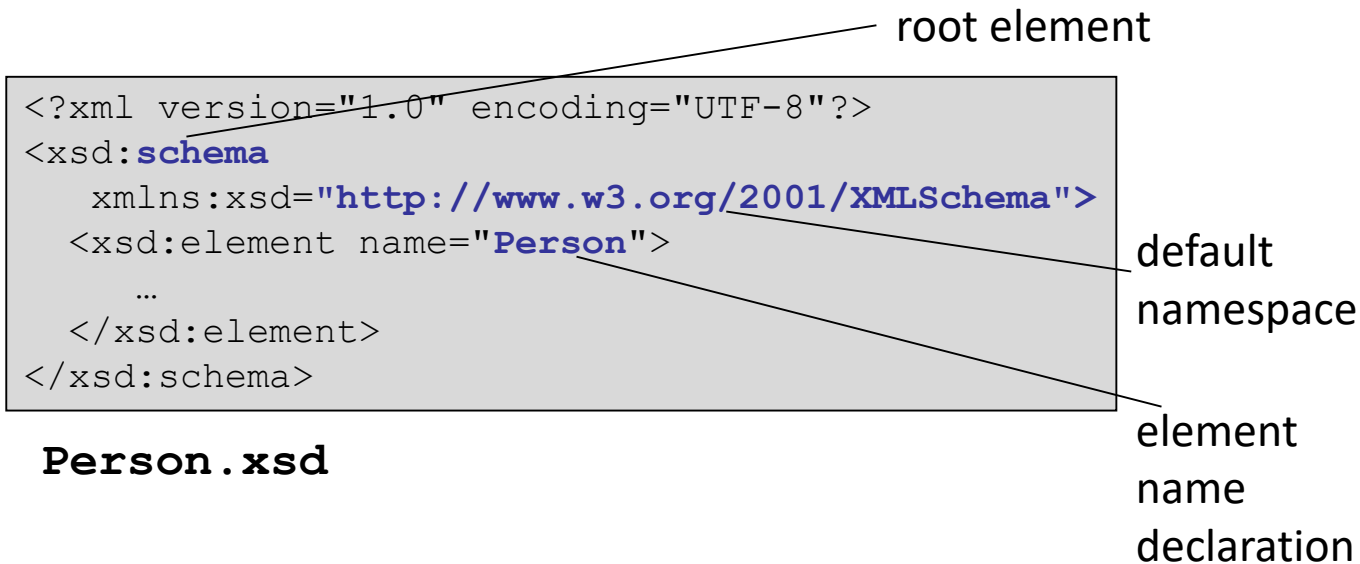 root element
<?xml version="1.0" encoding="UTF-8"?>
<xsd:schema
xmlns:xsd="http://www.w3.org/2001/XMLSchema">
<xsd:element name="Person">
…
</xsd:element>
</xsd:schema>
default
namespace
element
name
declaration
Person.xsd